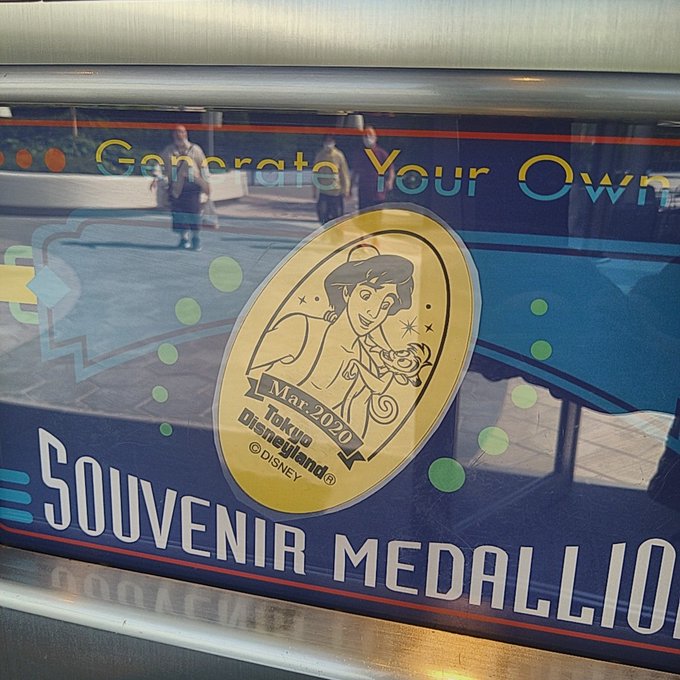 Generate Your Own
Mar.2020
Tokyo
Disneyland®
©DISNEY
SOUVENIR MEDALLIO